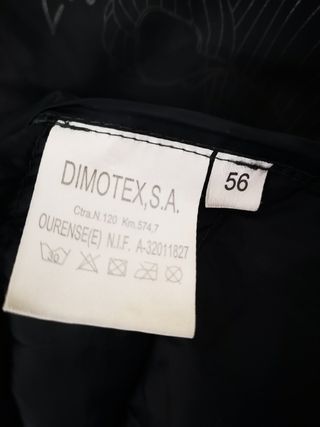 DIMOTEX,S.A.
Ctra.N.120 Km.574,7
OURENSE(E) N.I.F. A-32011827
56